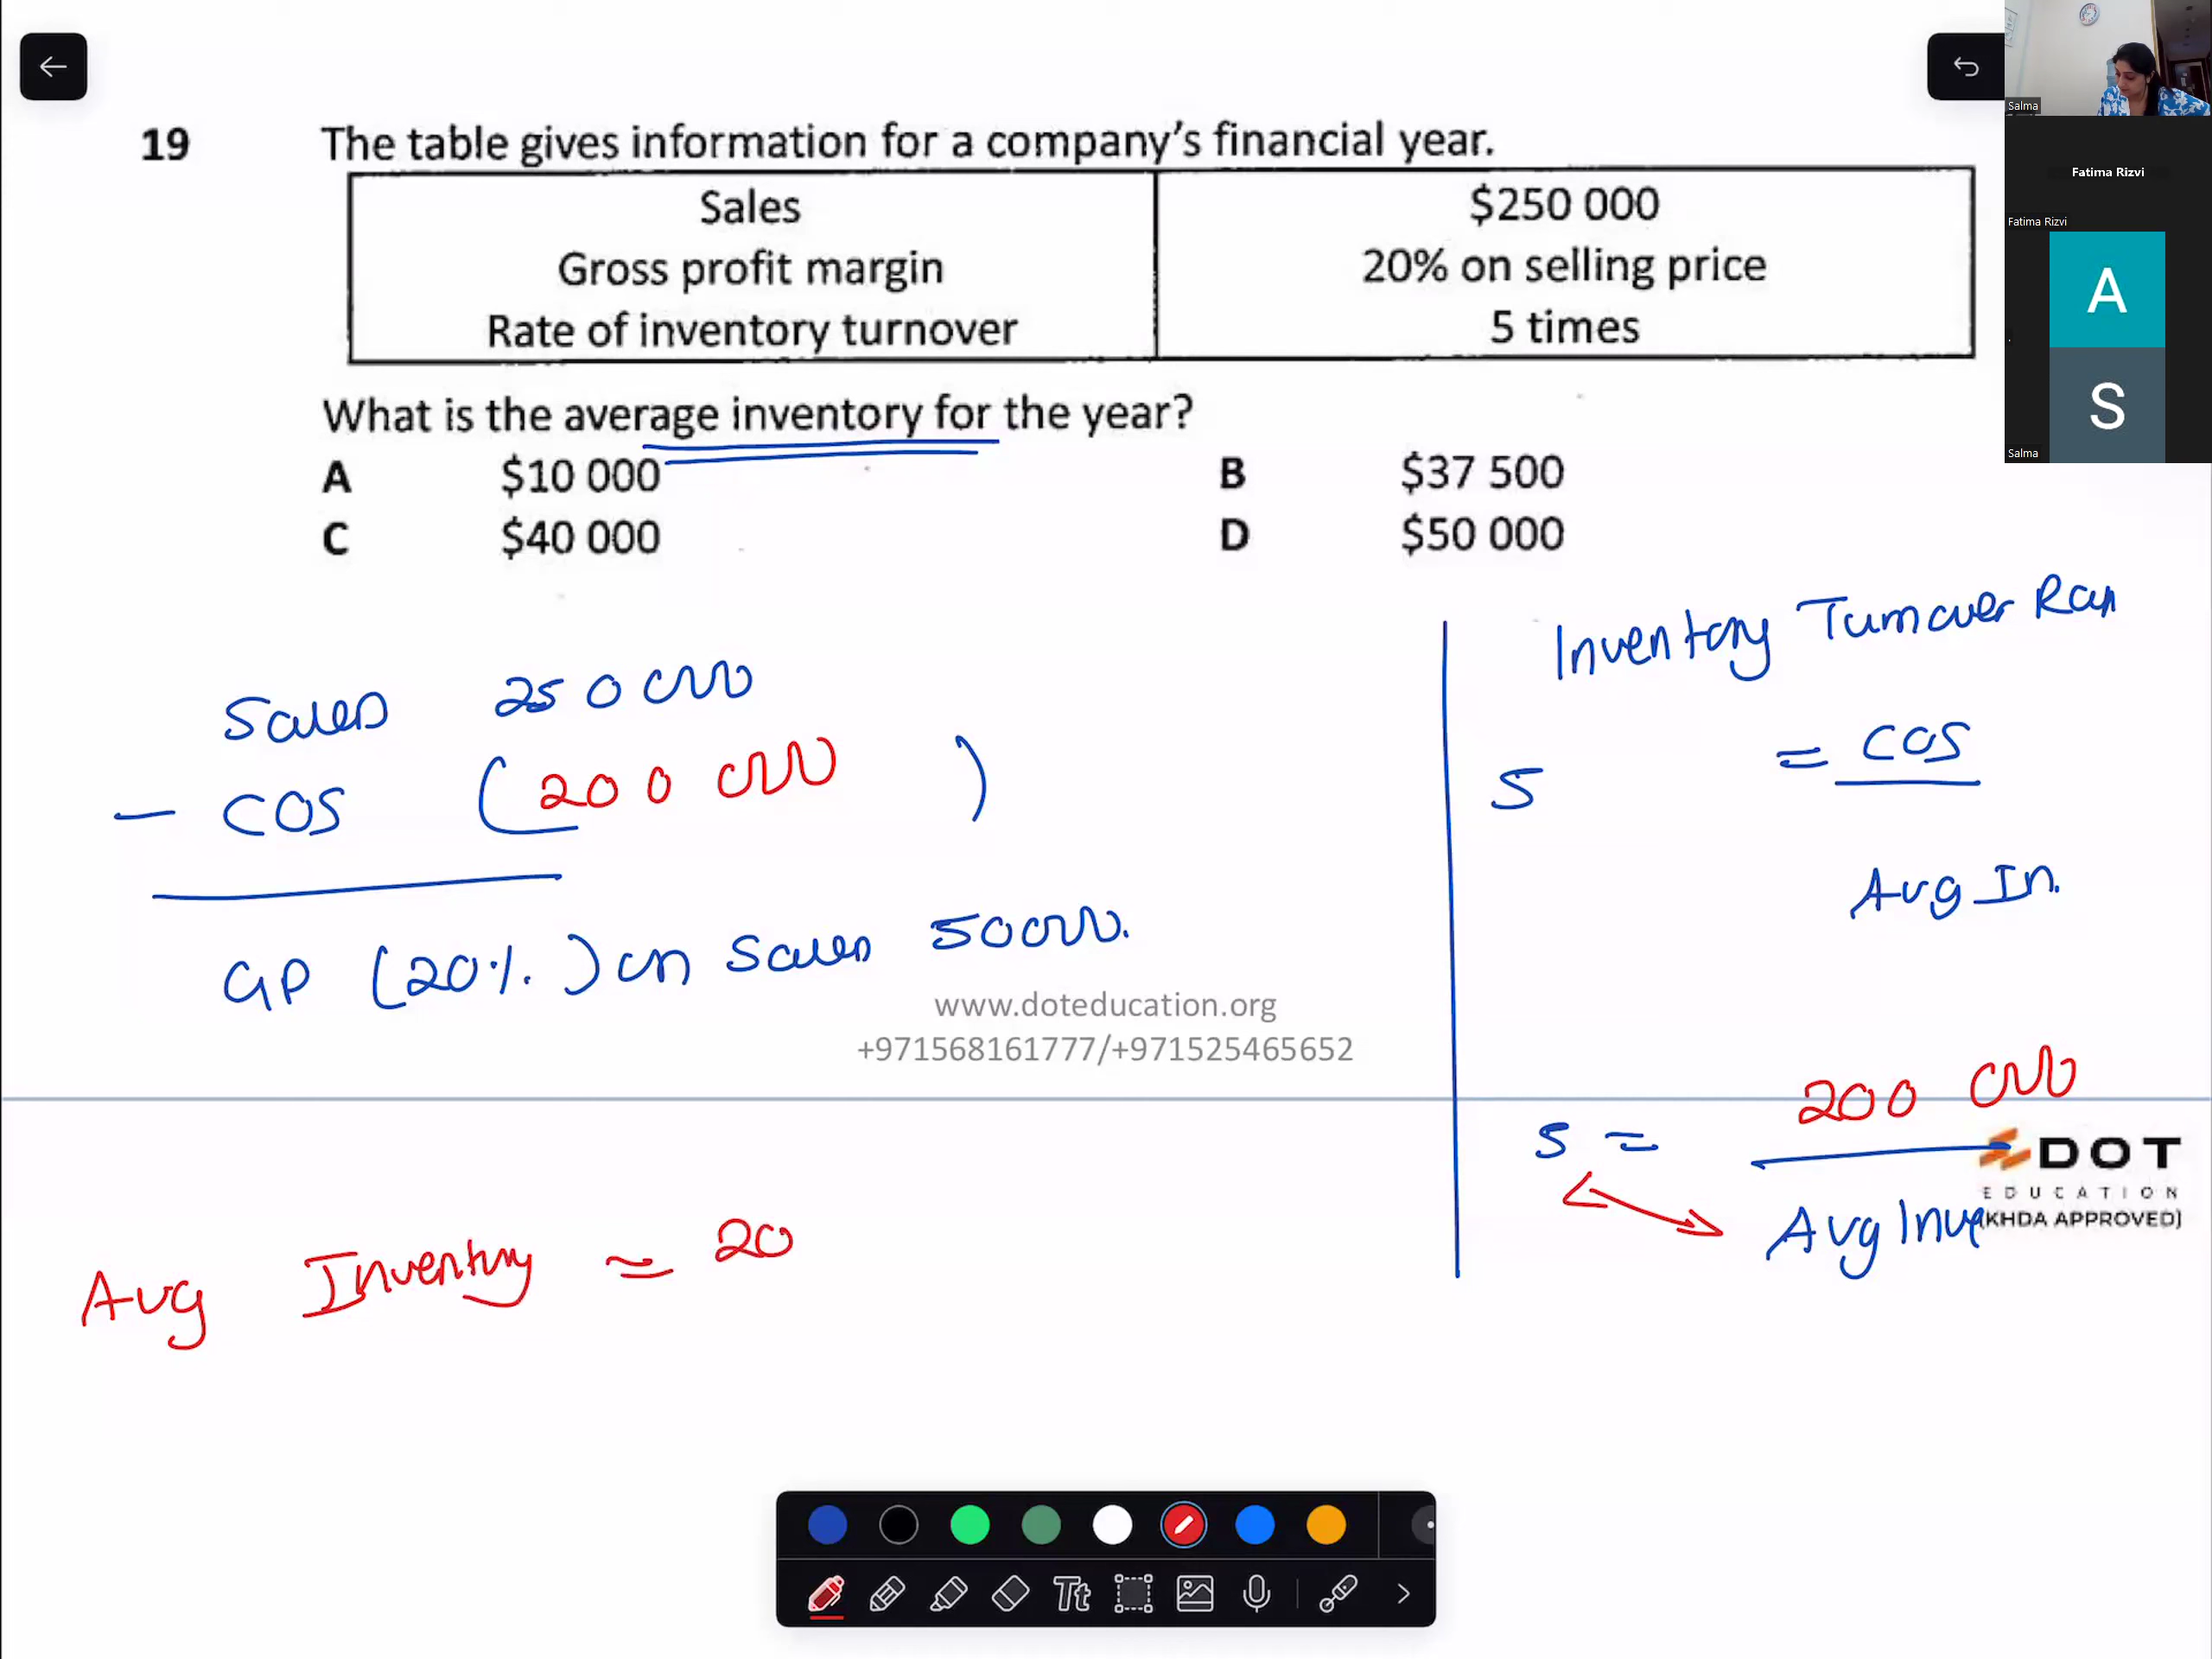 19 The table gives information for a company's financial year.
Sales $250 000
Gross profit margin 20% on selling price
Rate of inventory turnover 5 times
What is the average inventory for the year?
A $10 000 B $37 500
C $40 000 D $50 000
Inventory Turnover
Sales 250 000
- COS (200 000)
GP (20%) on Sales 50000.
5 = COS
Avg In.
www.doteducation.org
+971568161777/+971525465652
5 = 200 000
Avg Inve
Avg Inventory = 20
DOT
EDUCATION
(KHDA APPROVED)
Salma
Fatima Rizvi
Fatima Rizvi
A
S
Salma
Tt